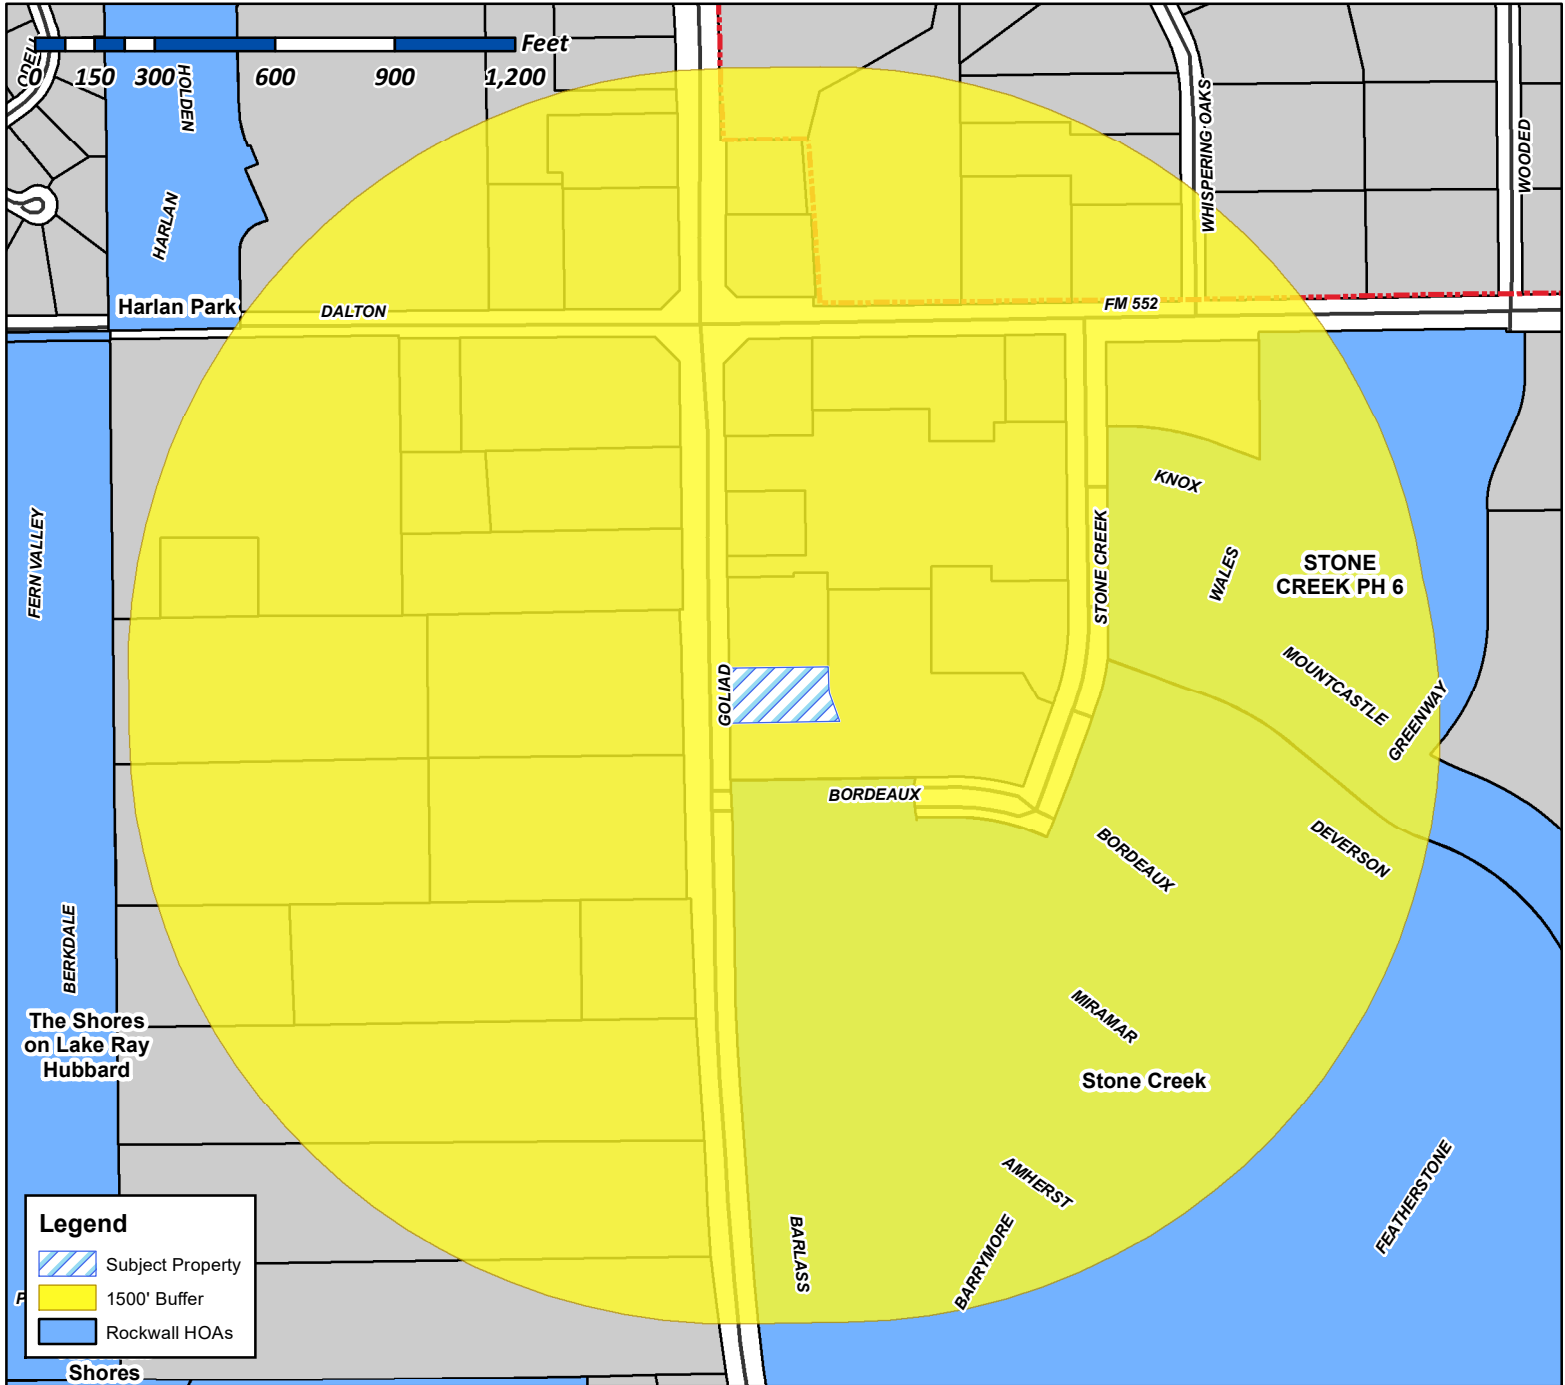 Feet
0 150 300 600 900 1,200
HOLDEN
HARLAN
Harlan Park
DALTON
FM 552
WHISPERING OAKS
WOODED
FERN VALLEY
KNOX
WALES
STONE CREEK
STONE
CREEK PH 6
MOUNTCASTLE
GREENWAY
GOLIAD
BORDEAUX
BORDEAUX
DEVERSON
BERKDALE
The Shores
on Lake Ray
Hubbard
MIRAMAR
Stone Creek
AMHERST
BARRYMORE
BARLASS
FEATHERSTONE
Legend
Subject Property
1500' Buffer
Rockwall HOAs
Shores